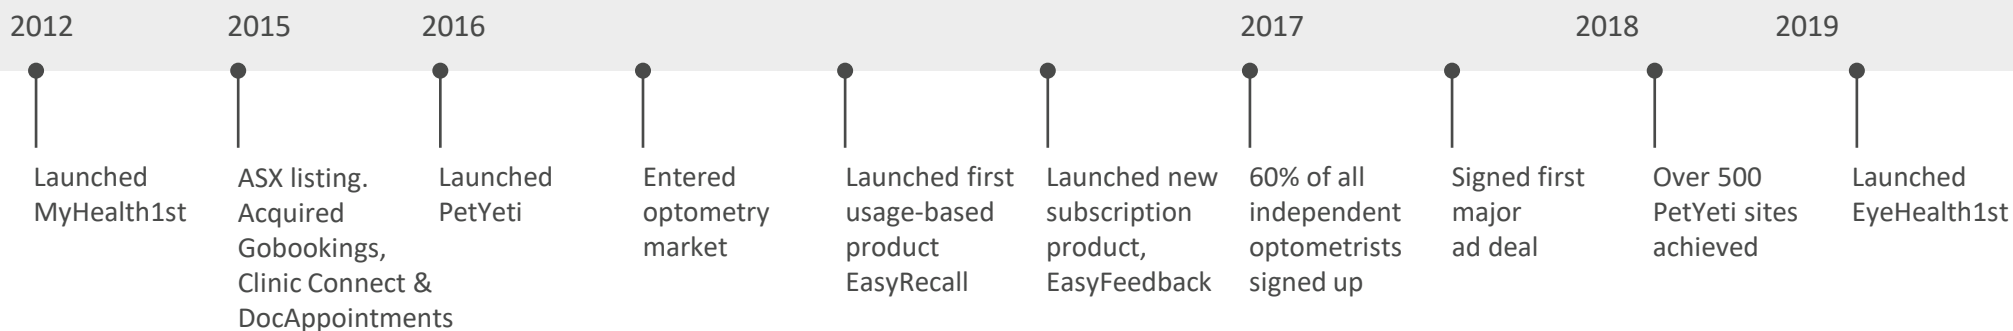 2012
2015
2016
2017
2018
2019
Launched
MyHealth1st
ASX listing.
Acquired
Gobookings,
Clinic Connect &
DocAppointments
Launched
PetYeti
Entered
optometry
market
Launched first
usage-based
product
EasyRecall
Launched new
subscription
product,
EasyFeedback
60% of all
independent
optometrists
signed up
Signed first
major
ad deal
Over 500
PetYeti sites
achieved
Launched
EyeHealth1st